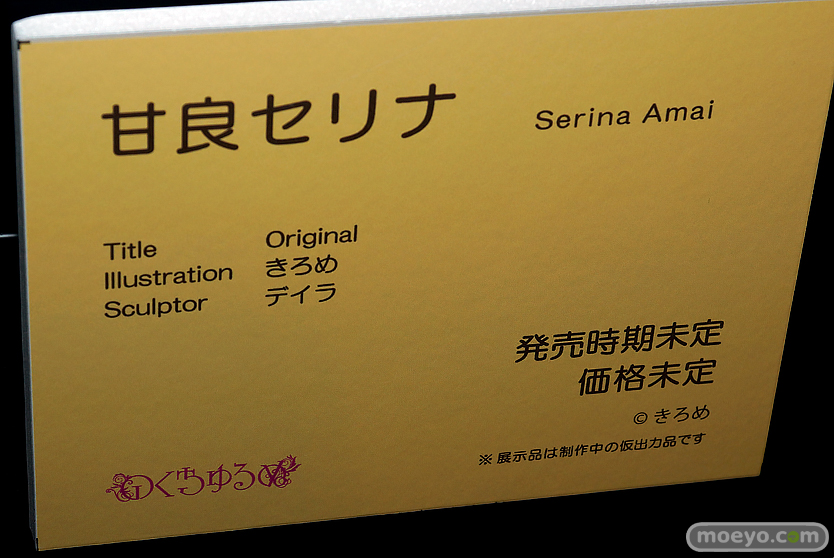 甘良セリナ
Serina Amai
Title Original
Illustration きろめ
Sculptor デイラ
発売時期未定
価格未定
© きろめ
※ 展示品は制作中の仮出力品です
moeyo.com